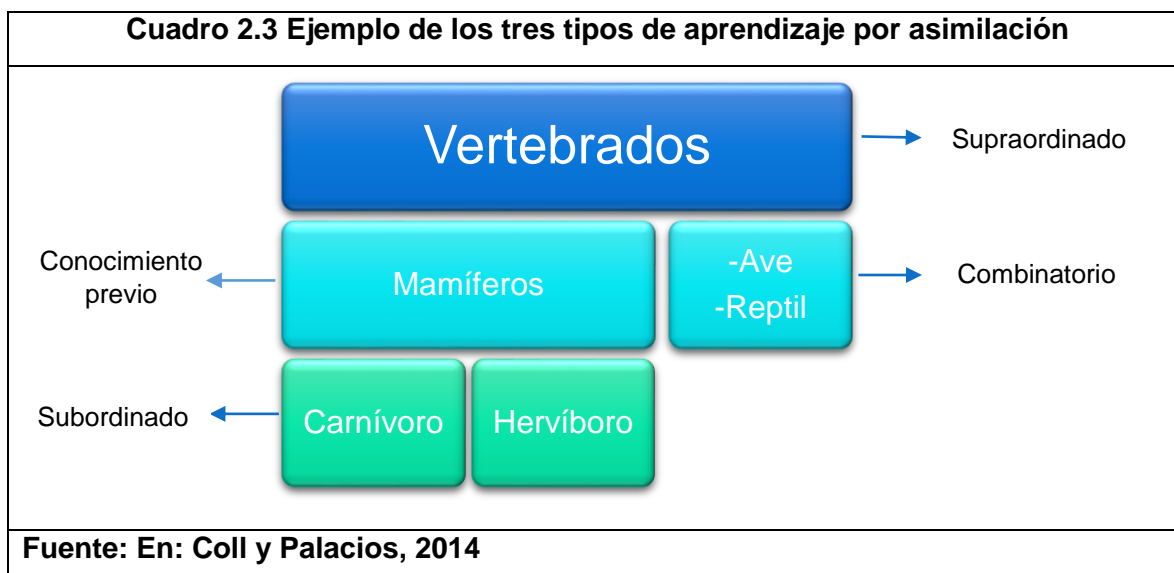 Cuadro 2.3 Ejemplo de los tres tipos de aprendizaje por asimilación
Vertebrados
Supraordinado
Conocimiento
previo
Mamíferos
-Ave
-Reptil
Combinatorio
Subordinado
Carnívoro
Hervíboro
Fuente: En: Coll y Palacios, 2014